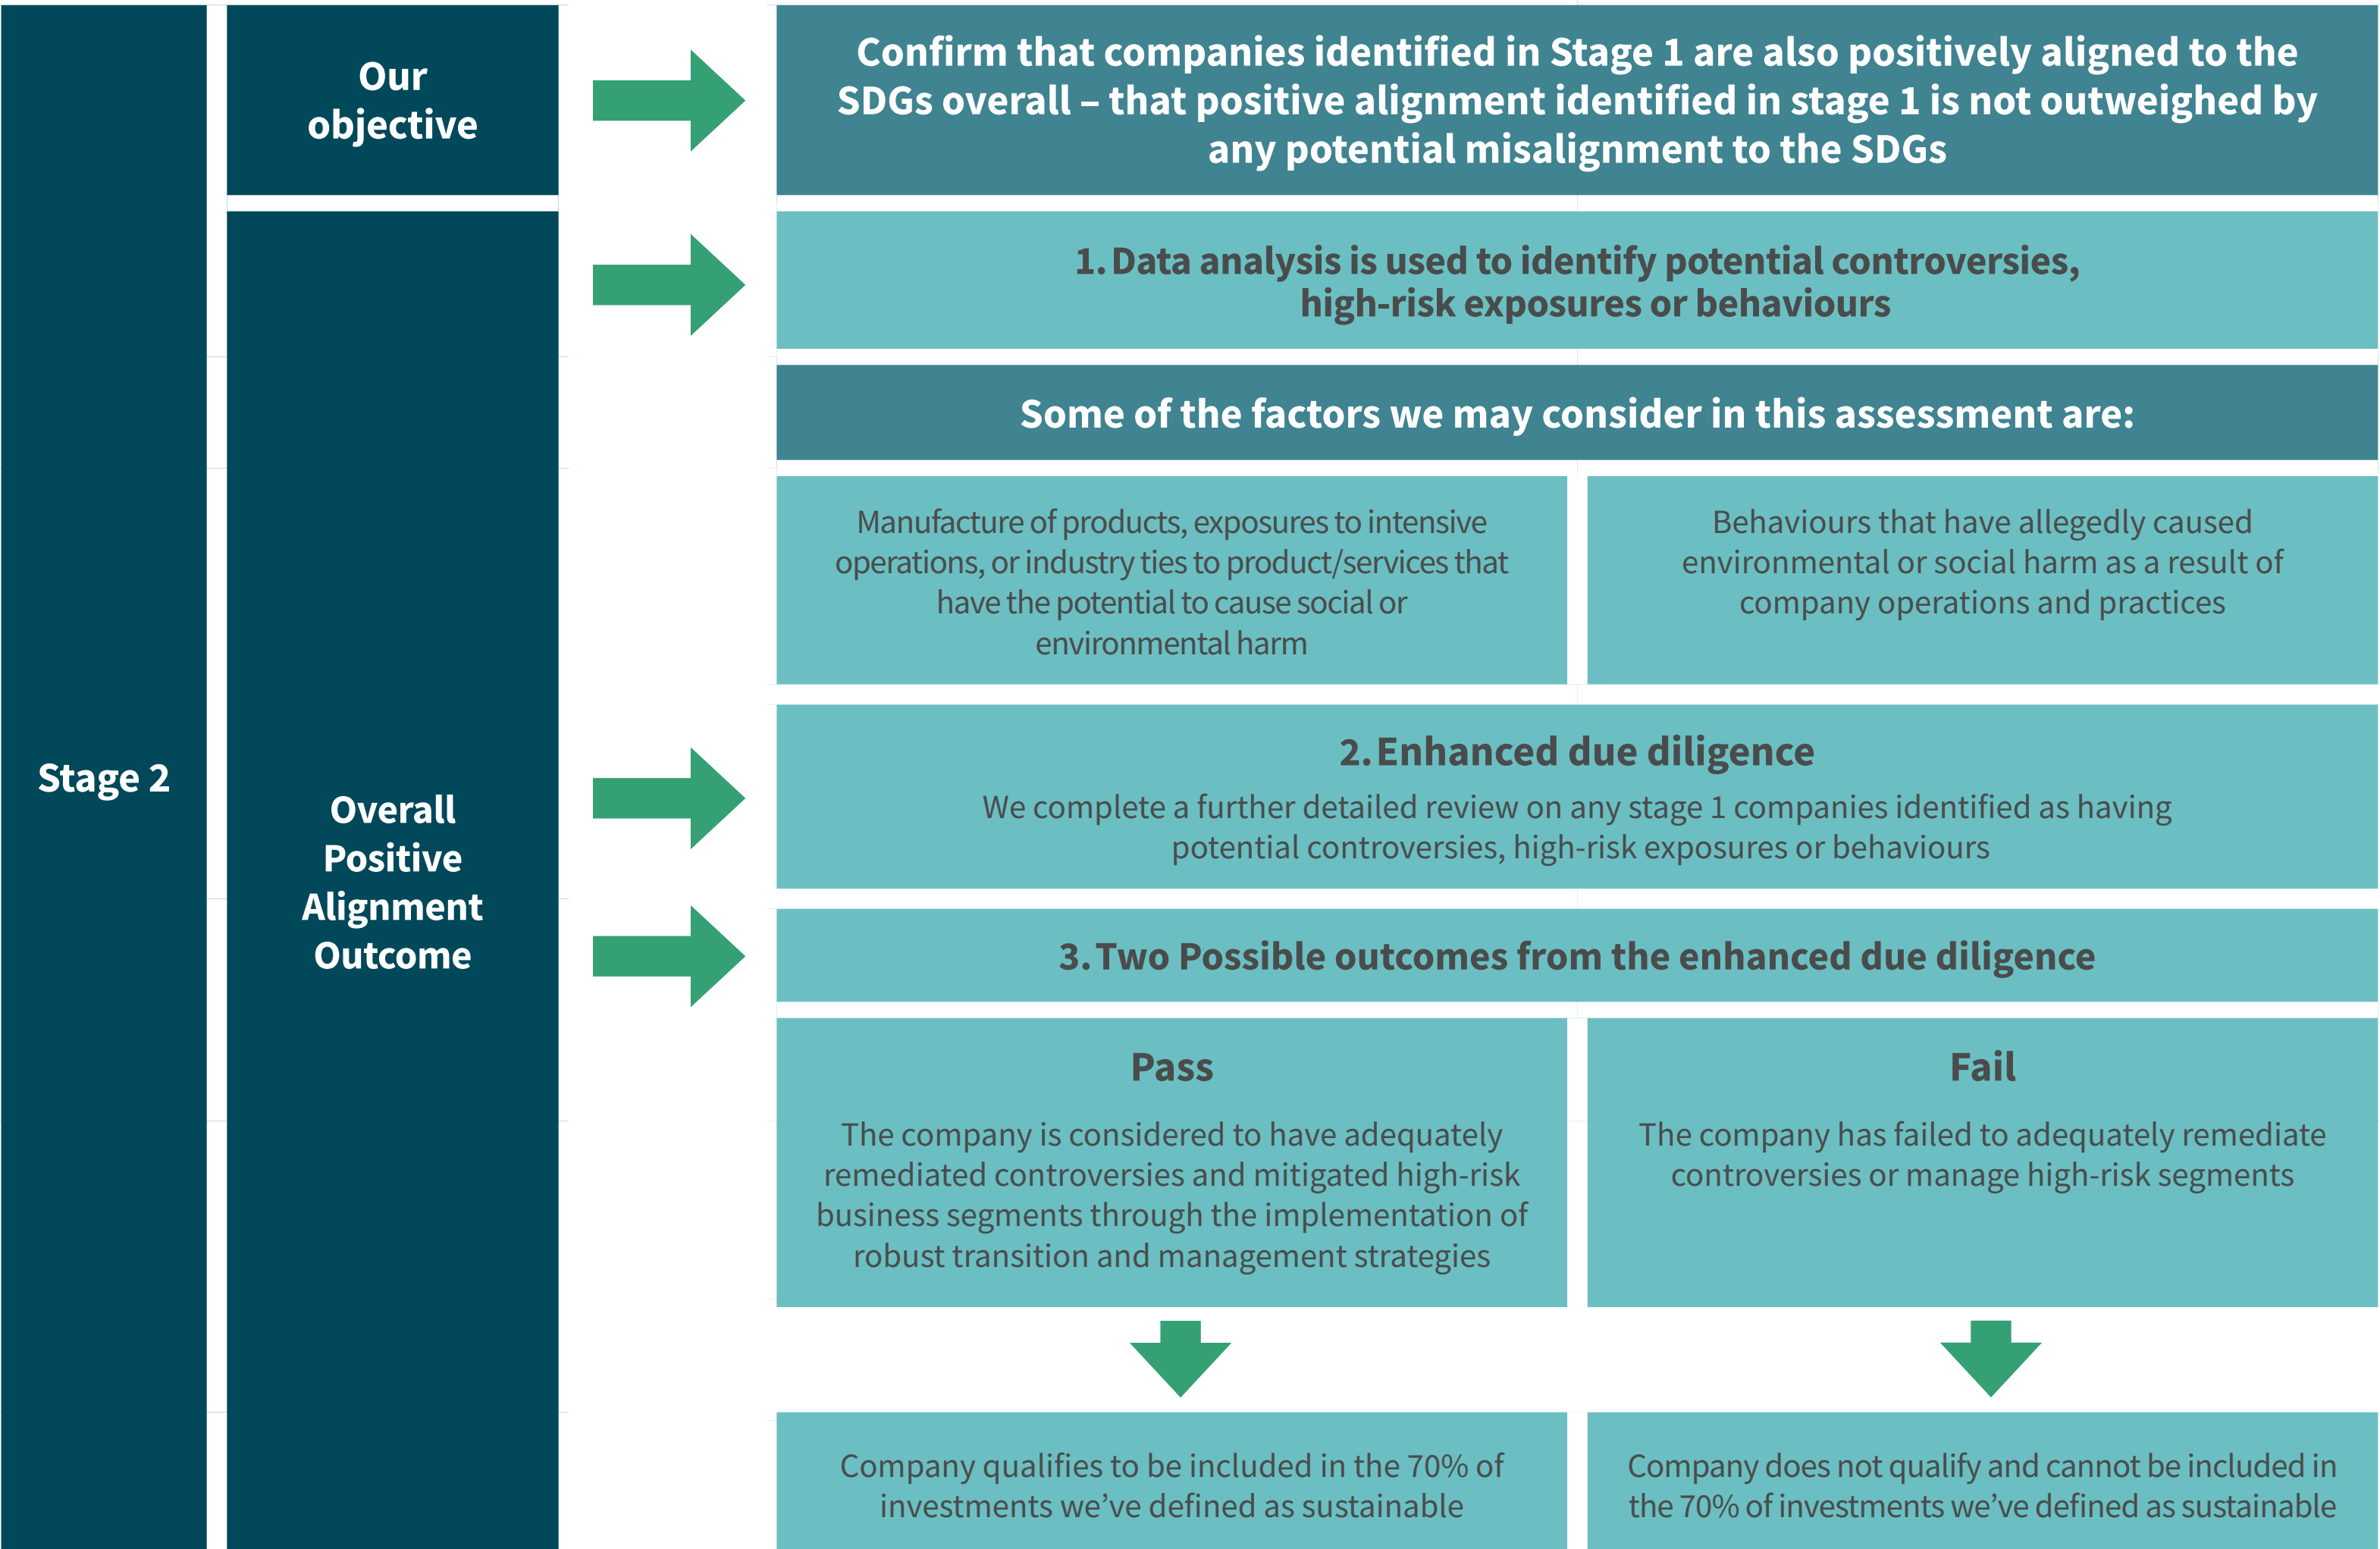 Stage 2
Our
objective
Confirm that companies identified in Stage 1 are also positively aligned to the
SDGs overall – that positive alignment identified in stage 1 is not outweighed by
any potential misalignment to the SDGs
Overall
Positive
Alignment
Outcome
1. Data analysis is used to identify potential controversies,
high-risk exposures or behaviours
Some of the factors we may consider in this assessment are:
Manufacture of products, exposures to intensive
operations, or industry ties to product/services that
have the potential to cause social or
environmental harm
Behaviours that have allegedly caused
environmental or social harm as a result of
company operations and practices
2. Enhanced due diligence
We complete a further detailed review on any stage 1 companies identified as having
potential controversies, high-risk exposures or behaviours
3. Two Possible outcomes from the enhanced due diligence
Pass
The company is considered to have adequately
remediated controversies and mitigated high-risk
business segments through the implementation of
robust transition and management strategies
Fail
The company has failed to adequately remediate
controversies or manage high-risk segments
Company qualifies to be included in the 70% of
investments we’ve defined as sustainable
Company does not qualify and cannot be included in
the 70% of investments we’ve defined as sustainable